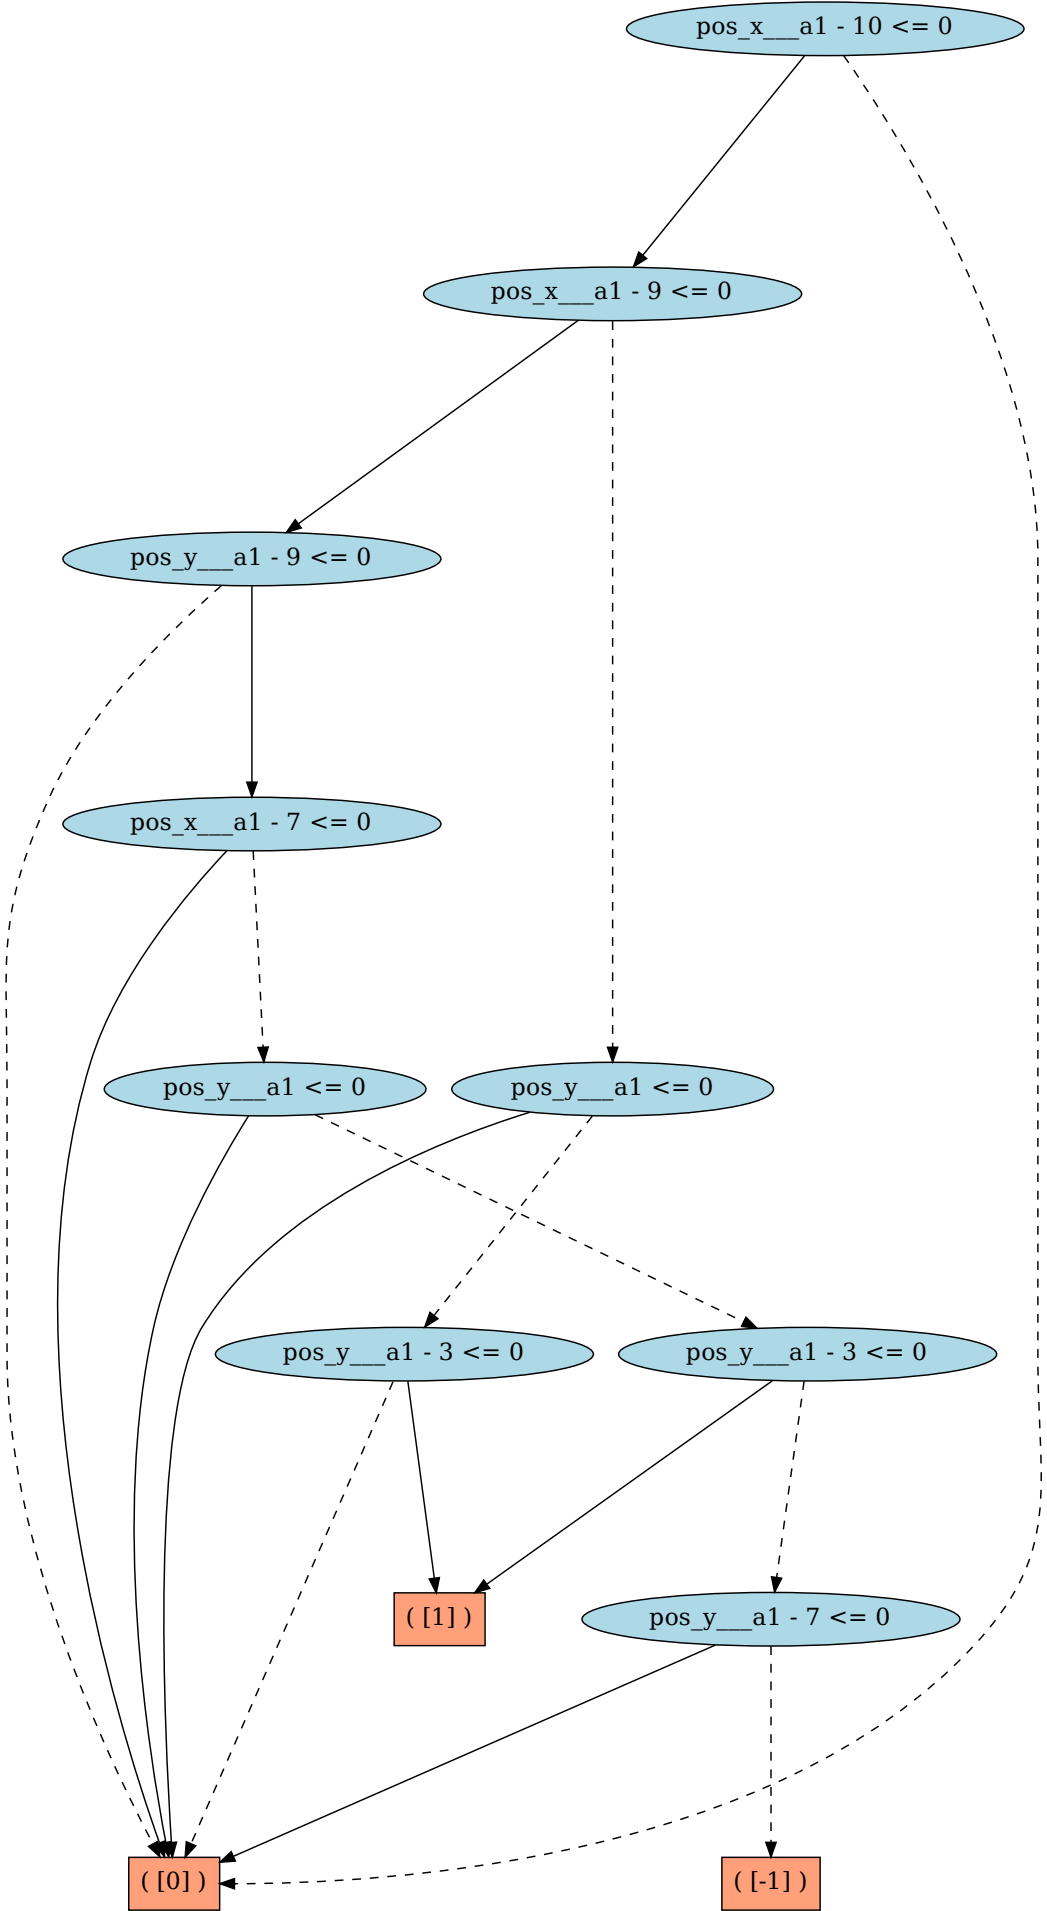 pos_x___a1 - 10 <= 0
pos_x___a1 - 9 <= 0
pos_y___a1 - 9 <= 0
pos_x___a1 - 7 <= 0
pos_y___a1 <= 0
pos_y___a1 <= 0
pos_y___a1 - 3 <= 0
pos_y___a1 - 3 <= 0
( [1] )
pos_y___a1 - 7 <= 0
( [0] )
( [-1] )